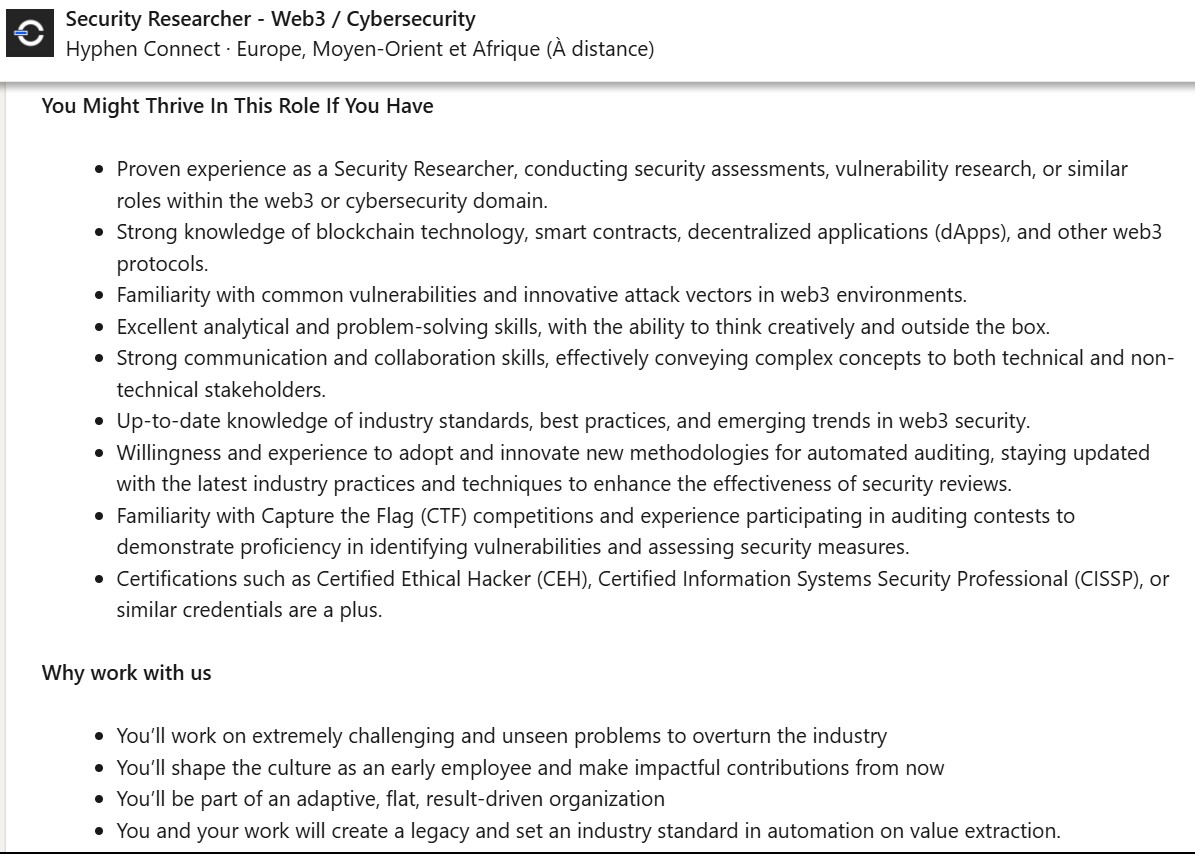 Security Researcher - Web3 / Cybersecurity
Hyphen Connect · Europe, Moyen-Orient et Afrique (À distance)
You Might Thrive In This Role If You Have
• Proven experience as a Security Researcher, conducting security assessments, vulnerability research, or similar
roles within the web3 or cybersecurity domain.
• Strong knowledge of blockchain technology, smart contracts, decentralized applications (dApps), and other web3
protocols.
• Familiarity with common vulnerabilities and innovative attack vectors in web3 environments.
• Excellent analytical and problem-solving skills, with the ability to think creatively and outside the box.
• Strong communication and collaboration skills, effectively conveying complex concepts to both technical and non-
technical stakeholders.
• Up-to-date knowledge of industry standards, best practices, and emerging trends in web3 security.
• Willingness and experience to adopt and innovate new methodologies for automated auditing, staying updated
with the latest industry practices and techniques to enhance the effectiveness of security reviews.
• Familiarity with Capture the Flag (CTF) competitions and experience participating in auditing contests to
demonstrate proficiency in identifying vulnerabilities and assessing security measures.
• Certifications such as Certified Ethical Hacker (CEH), Certified Information Systems Security Professional (CISSP), or
similar credentials are a plus.
Why work with us
• You’ll work on extremely challenging and unseen problems to overturn the industry
• You’ll shape the culture as an early employee and make impactful contributions from now
• You’ll be part of an adaptive, flat, result-driven organization
• You and your work will create a legacy and set an industry standard in automation on value extraction.